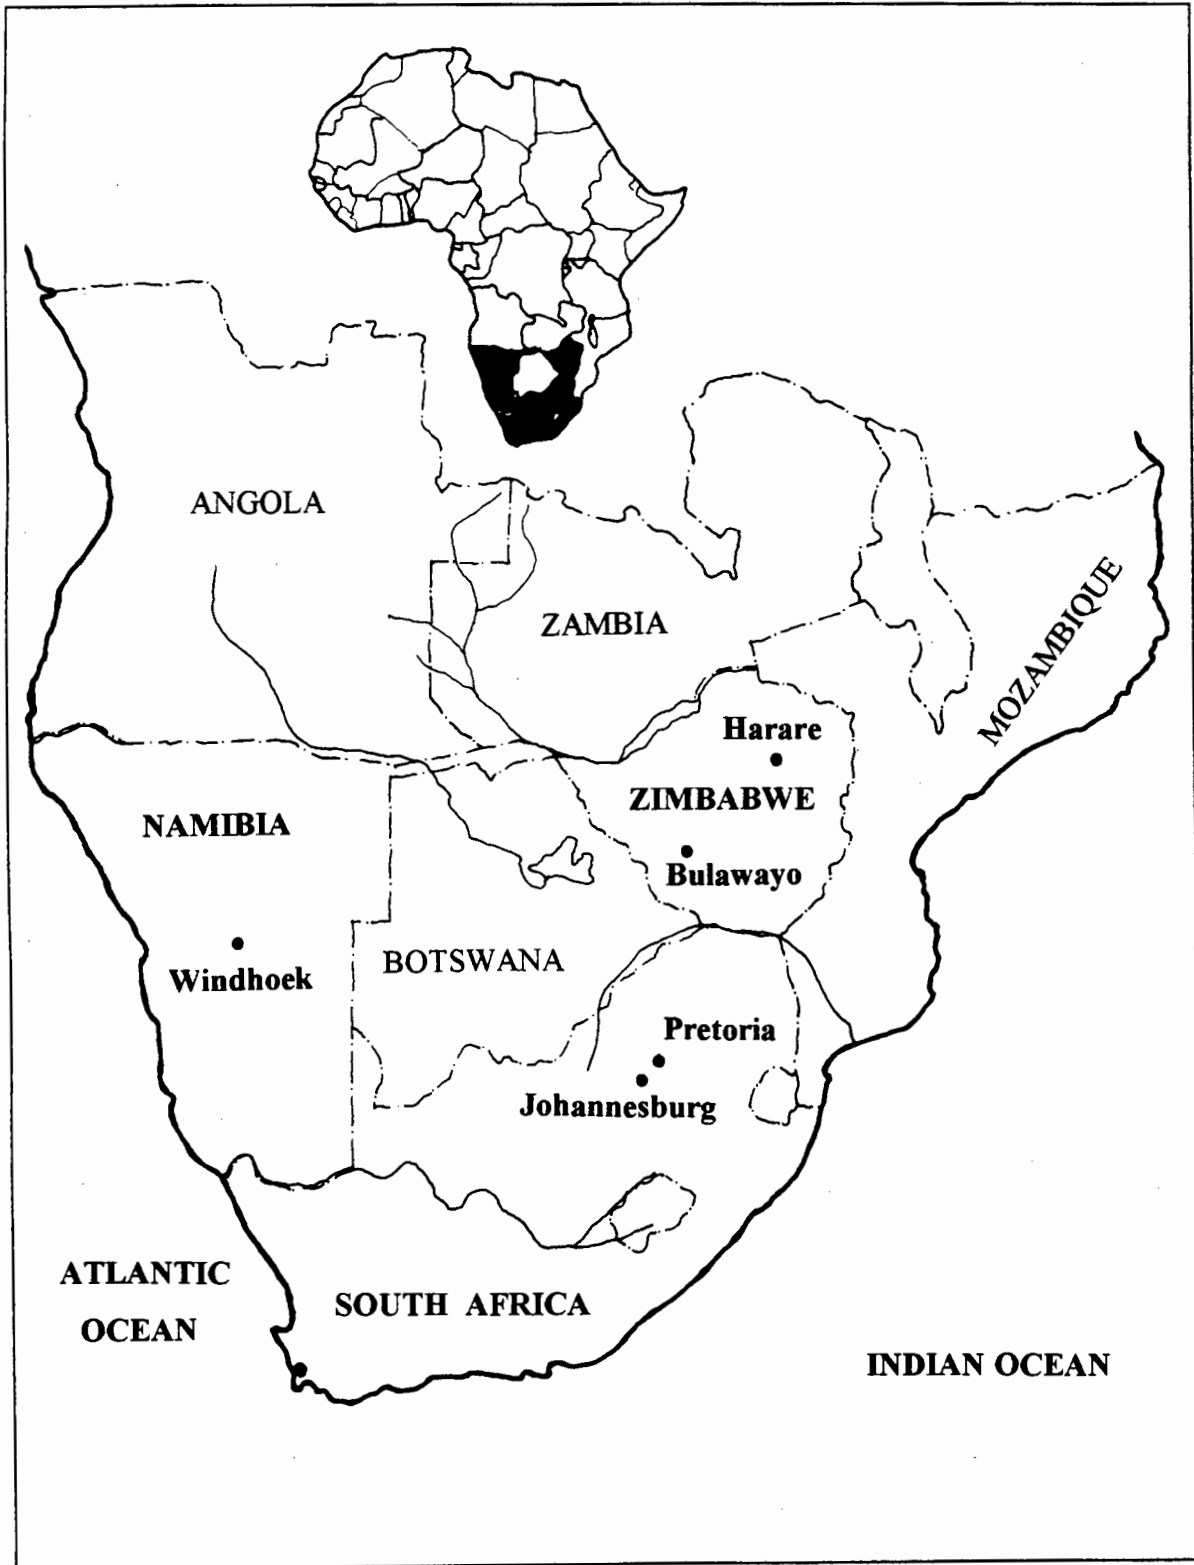 ANGOLA
ZAMBIA
MOZAMBIQUE
Harare
ZIMBABWE
NAMIBIA
Bulawayo
BOTSWANA
Windhoek
Pretoria
Johannesburg
ATLANTIC
OCEAN
SOUTH AFRICA
INDIAN OCEAN